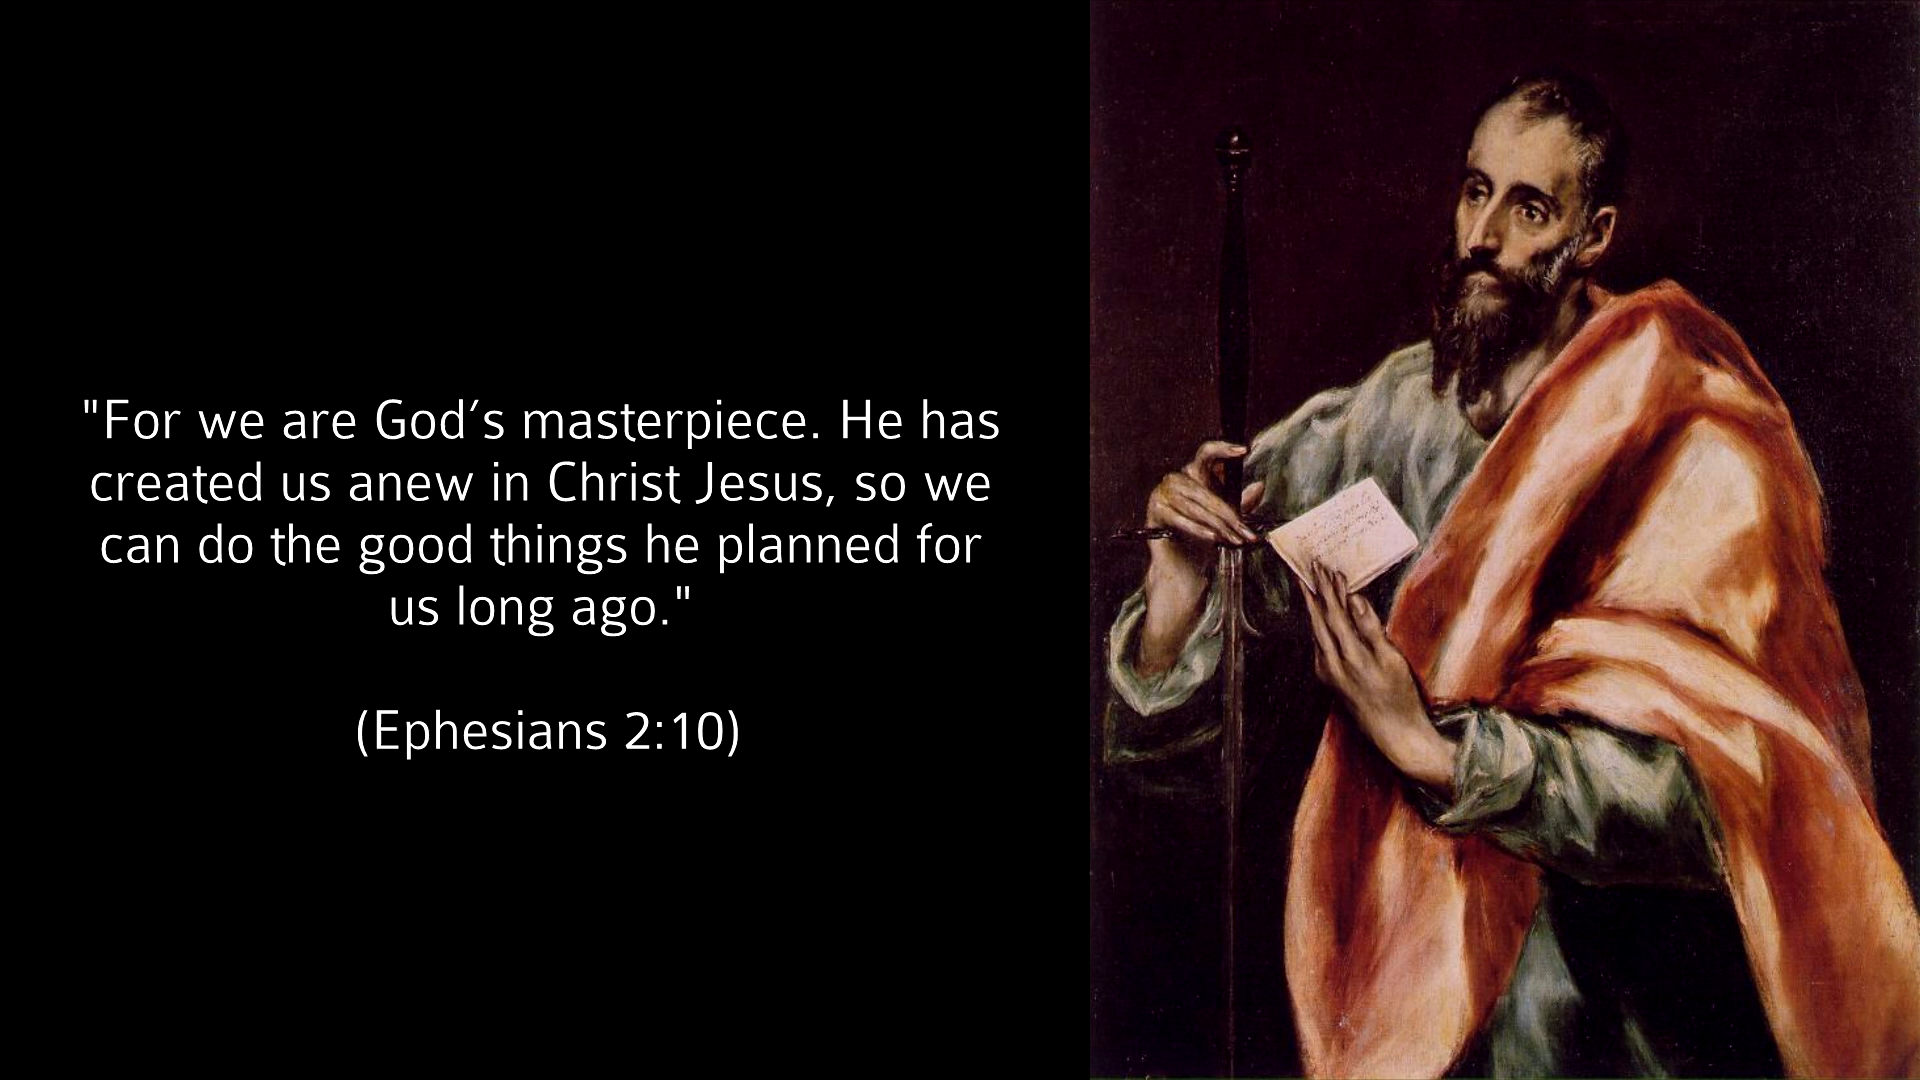 "For we are God's masterpiece. He has
created us anew in Christ Jesus, so we
can do the good things he planned for
us long ago."
(Ephesians 2:10)